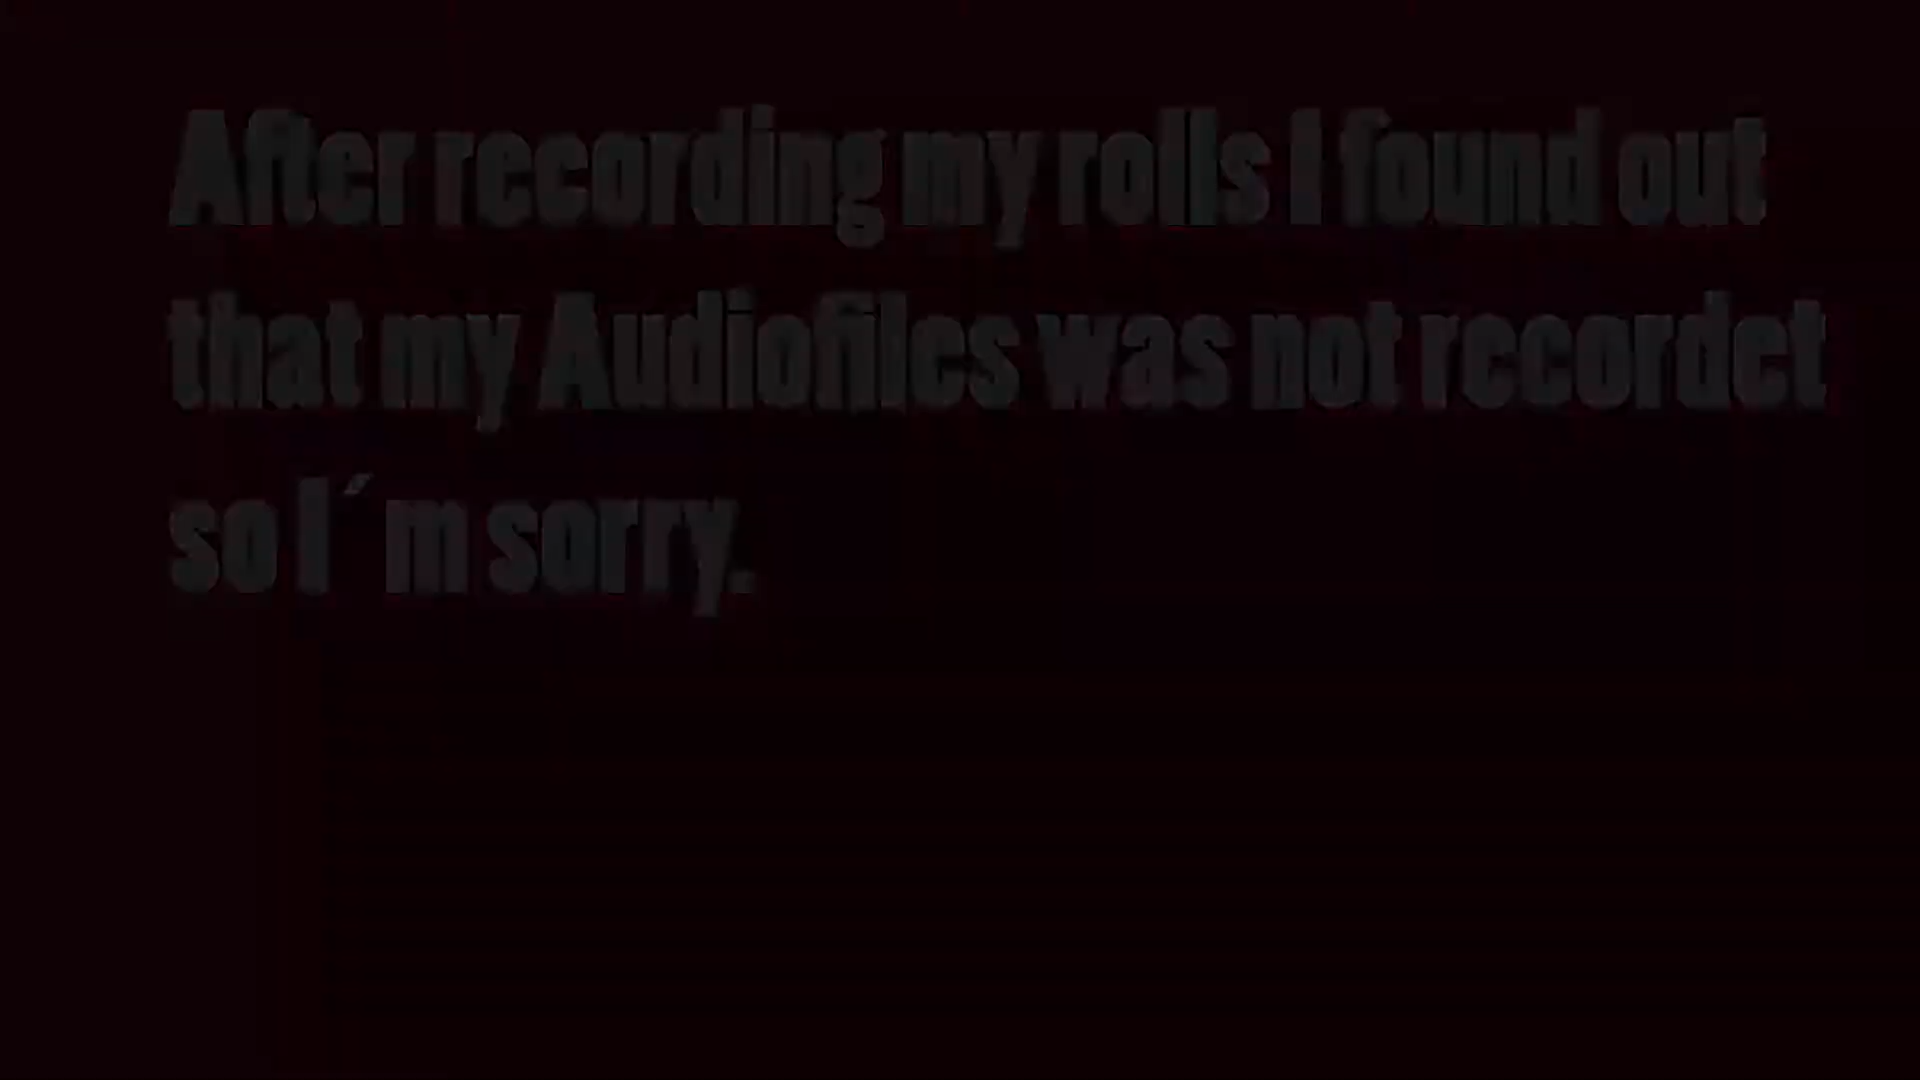 After recording my rolls I found out
that my Audiofiles was not recordet
so I´m sorry.